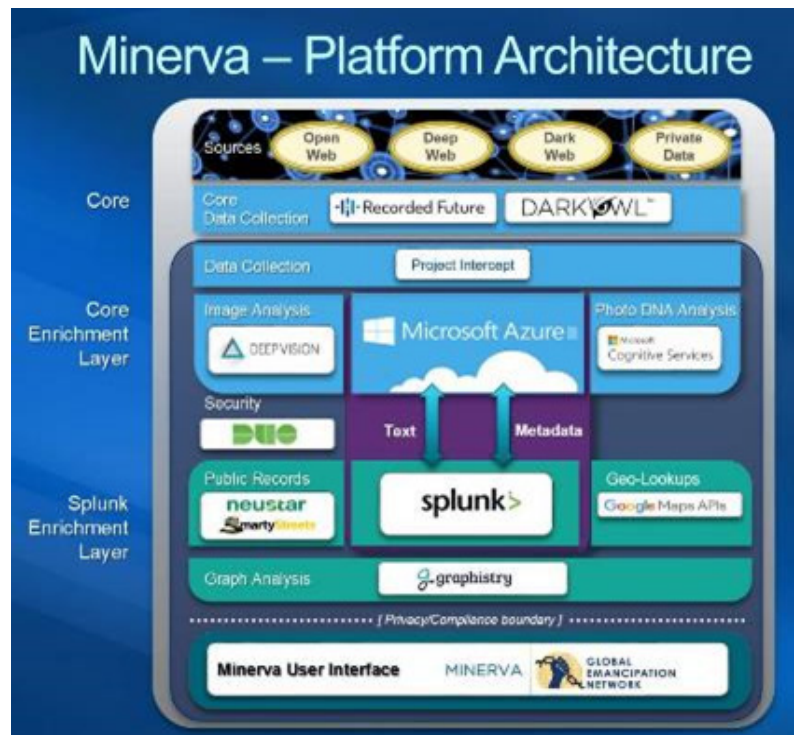 Minerva – Platform Architecture
Sources
Open
Web
Deep
Web
Dark
Web
Private
Data
Core
Core
Data Collection
Recorded Future
DARKOWL™
Data Collection
Project Intercept
Core
Enrichment
Layer
Image Analysis
DEEPVISION
Microsoft Azure
Photo DNA Analysis
Microsoft
Cognitive Services
Security
DUO
Text
Metadata
Splunk
Enrichment
Layer
Public Records
neustar
SmartyStreets
splunk>
Geo-Lookups
Google Maps APIs
Graph Analysis
graphistry
[ Privacy/Compliance boundary ]
Minerva User Interface
MINERVA
GLOBAL
EMANCIPATION
NETWORK